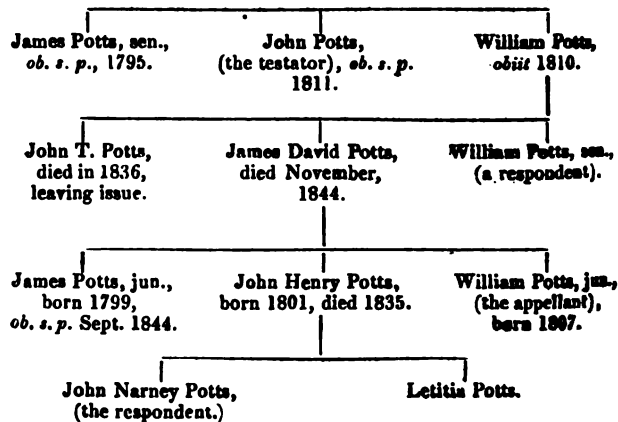 James Potts, sen., John Potts, William Potts,
ob. s. p., 1795. (the testator), ob. s. p. obiit 1810.
1811.
John T. Potts, James David Potts, William Potts, sen.,
died in 1836, died November, (a respondent).
leaving issue. 1844.
James Potts, jun., John Henry Potts, William Potts, jun.,
born 1799, born 1801, died 1835. (the appellant),
ob. s. p. Sept. 1844. born 1807.
John Narney Potts, Letitia Potts.
(the respondent.)